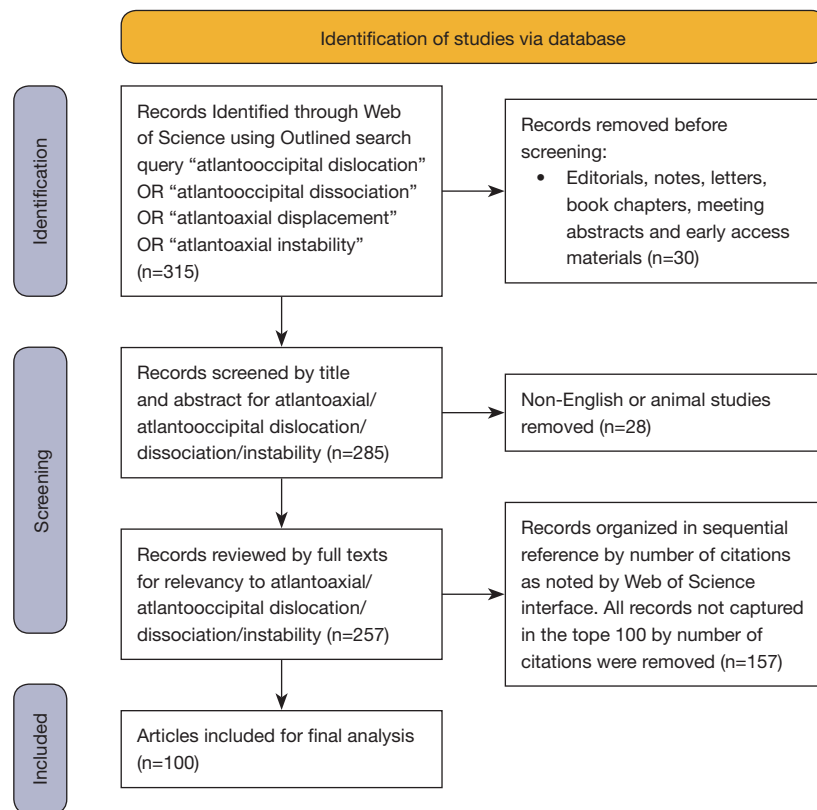 Identification of studies via database
Identification
Records Identified through Web
of Science using Outlined search
query “atlantooccipital dislocation”
OR “atlantooccipital dissociation”
OR “atlantoaxial displacement”
OR “atlantoaxial instability”
(n=315)
Records removed before
screening:
• Editorials, notes, letters,
book chapters, meeting
abstracts and early access
materials (n=30)
Screening
Records screened by title
and abstract for atlantoaxial/
atlantooccipital dislocation/
dissociation/instability (n=285)
Non-English or animal studies
removed (n=28)
Records reviewed by full texts
for relevancy to atlantoaxial/
atlantooccipital dislocation/
dissociation/instability (n=257)
Records organized in sequential
reference by number of citations
as noted by Web of Science
interface. All records not captured
in the tope 100 by number of
citations were removed (n=157)
Included
Articles included for final analysis
(n=100)